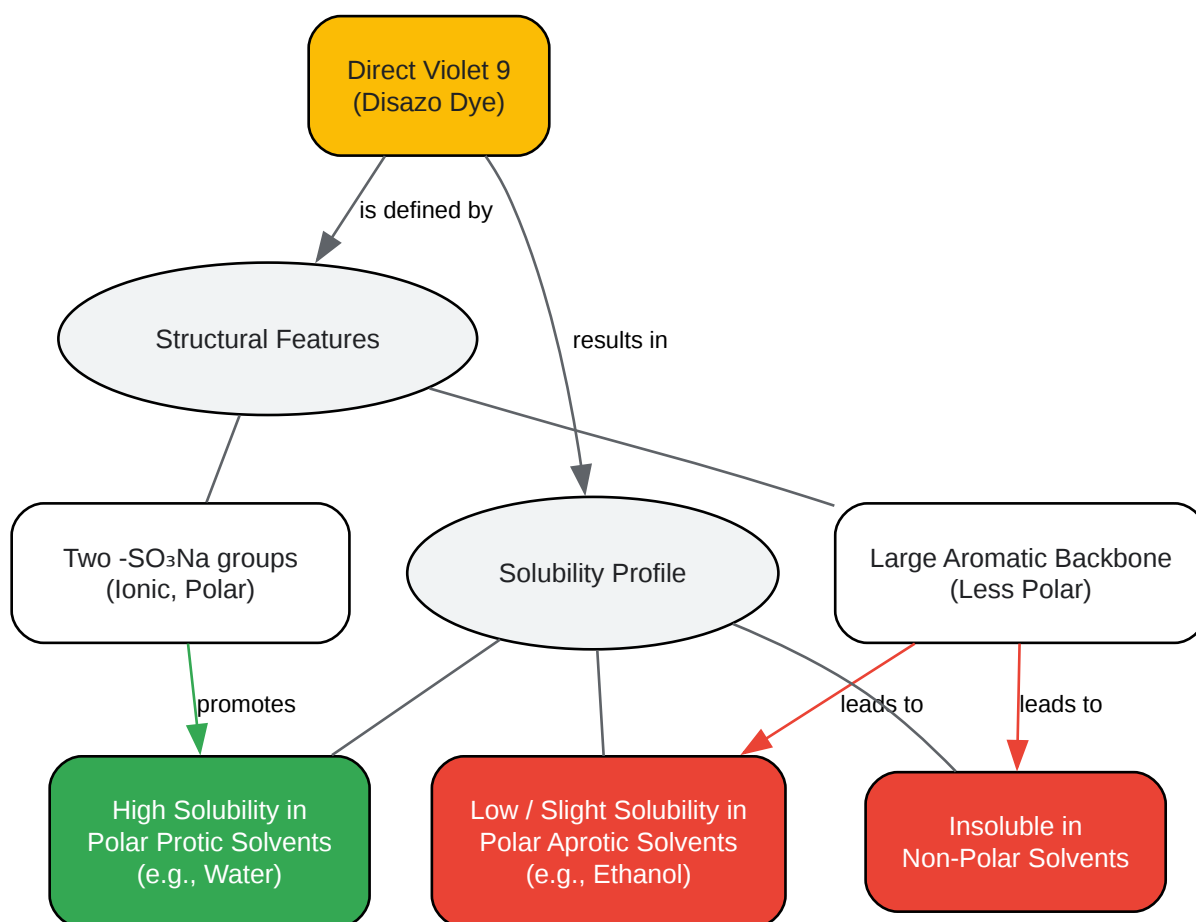 Direct Violet 9
(Disazo Dye)
is defined by
Structural Features
results in
Two -SO₃Na groups
(Ionic, Polar)
Solubility Profile
Large Aromatic Backbone
(Less Polar)
promotes
leads to
leads to
High Solubility in
Polar Protic Solvents
(e.g., Water)
Low / Slight Solubility in
Polar Aprotic Solvents
(e.g., Ethanol)
Insoluble in
Non-Polar Solvents